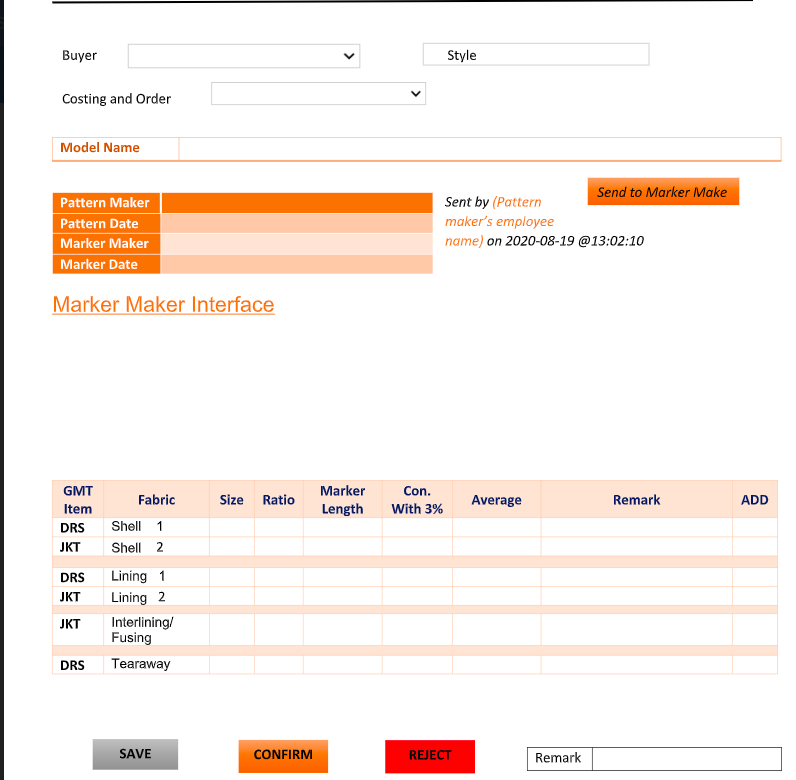 Buyer
Style
Costing and Order
Model Name
Send to Marker Make
Pattern Maker
Sent by (Pattern
Pattern Date
maker's employee
Marker Maker
name) on 2020-08-19 @13:02:10
Marker Date
Marker Maker Interface
GMT Item Fabric Size Ratio Marker Length Con. With 3% Average Remark ADD
DRS Shell 1
JKT Shell 2
DRS Lining 1
JKT Lining 2
JKT Interlining/
Fusing
DRS Tearaway
SAVE CONFIRM REJECT Remark